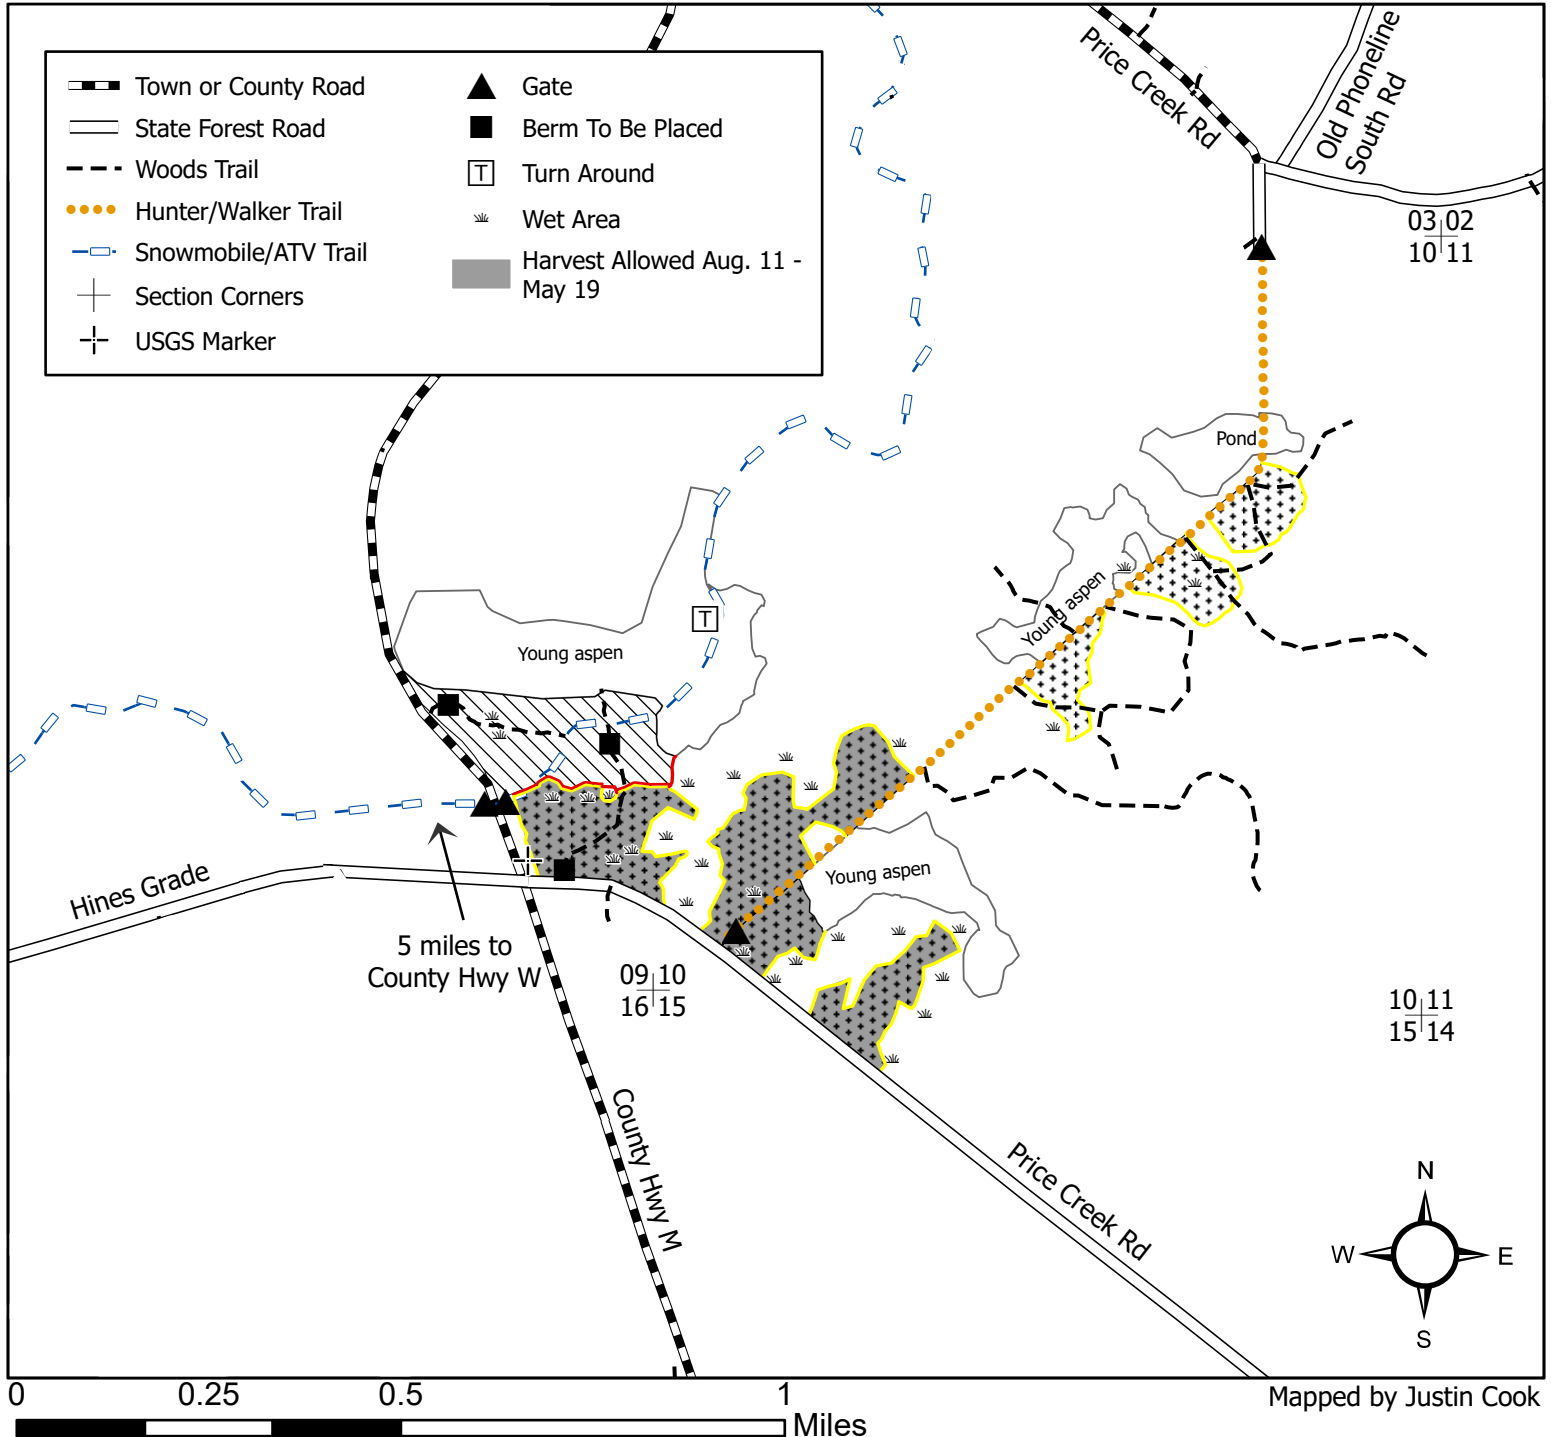 Town or County Road
State Forest Road
Woods Trail
Hunter/Walker Trail
Snowmobile/ATV Trail
Section Corners
USGS Marker
Gate
Berm To Be Placed
T
Turn Around
Wet Area
Harvest Allowed Aug. 11 -
May 19
Price Creek Rd
Old Phoneline
South Rd
03 02
10 11
Pond
Young aspen
Young aspen
T
Young aspen
Hines Grade
5 miles to
County Hwy W
09 10
16 15
10 11
15 14
County Hwy M
Price Creek Rd
N
W
E
S
0
0.25
0.5
1
Miles
Mapped by Justin Cook